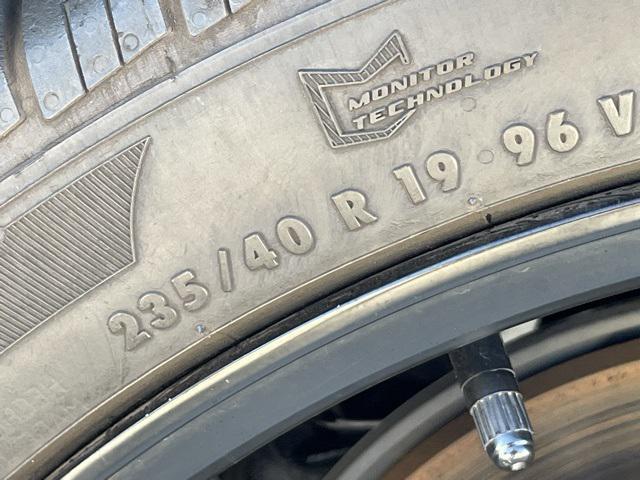 MONITOR
TECHNOLOGY
235/40 R 19 96 V